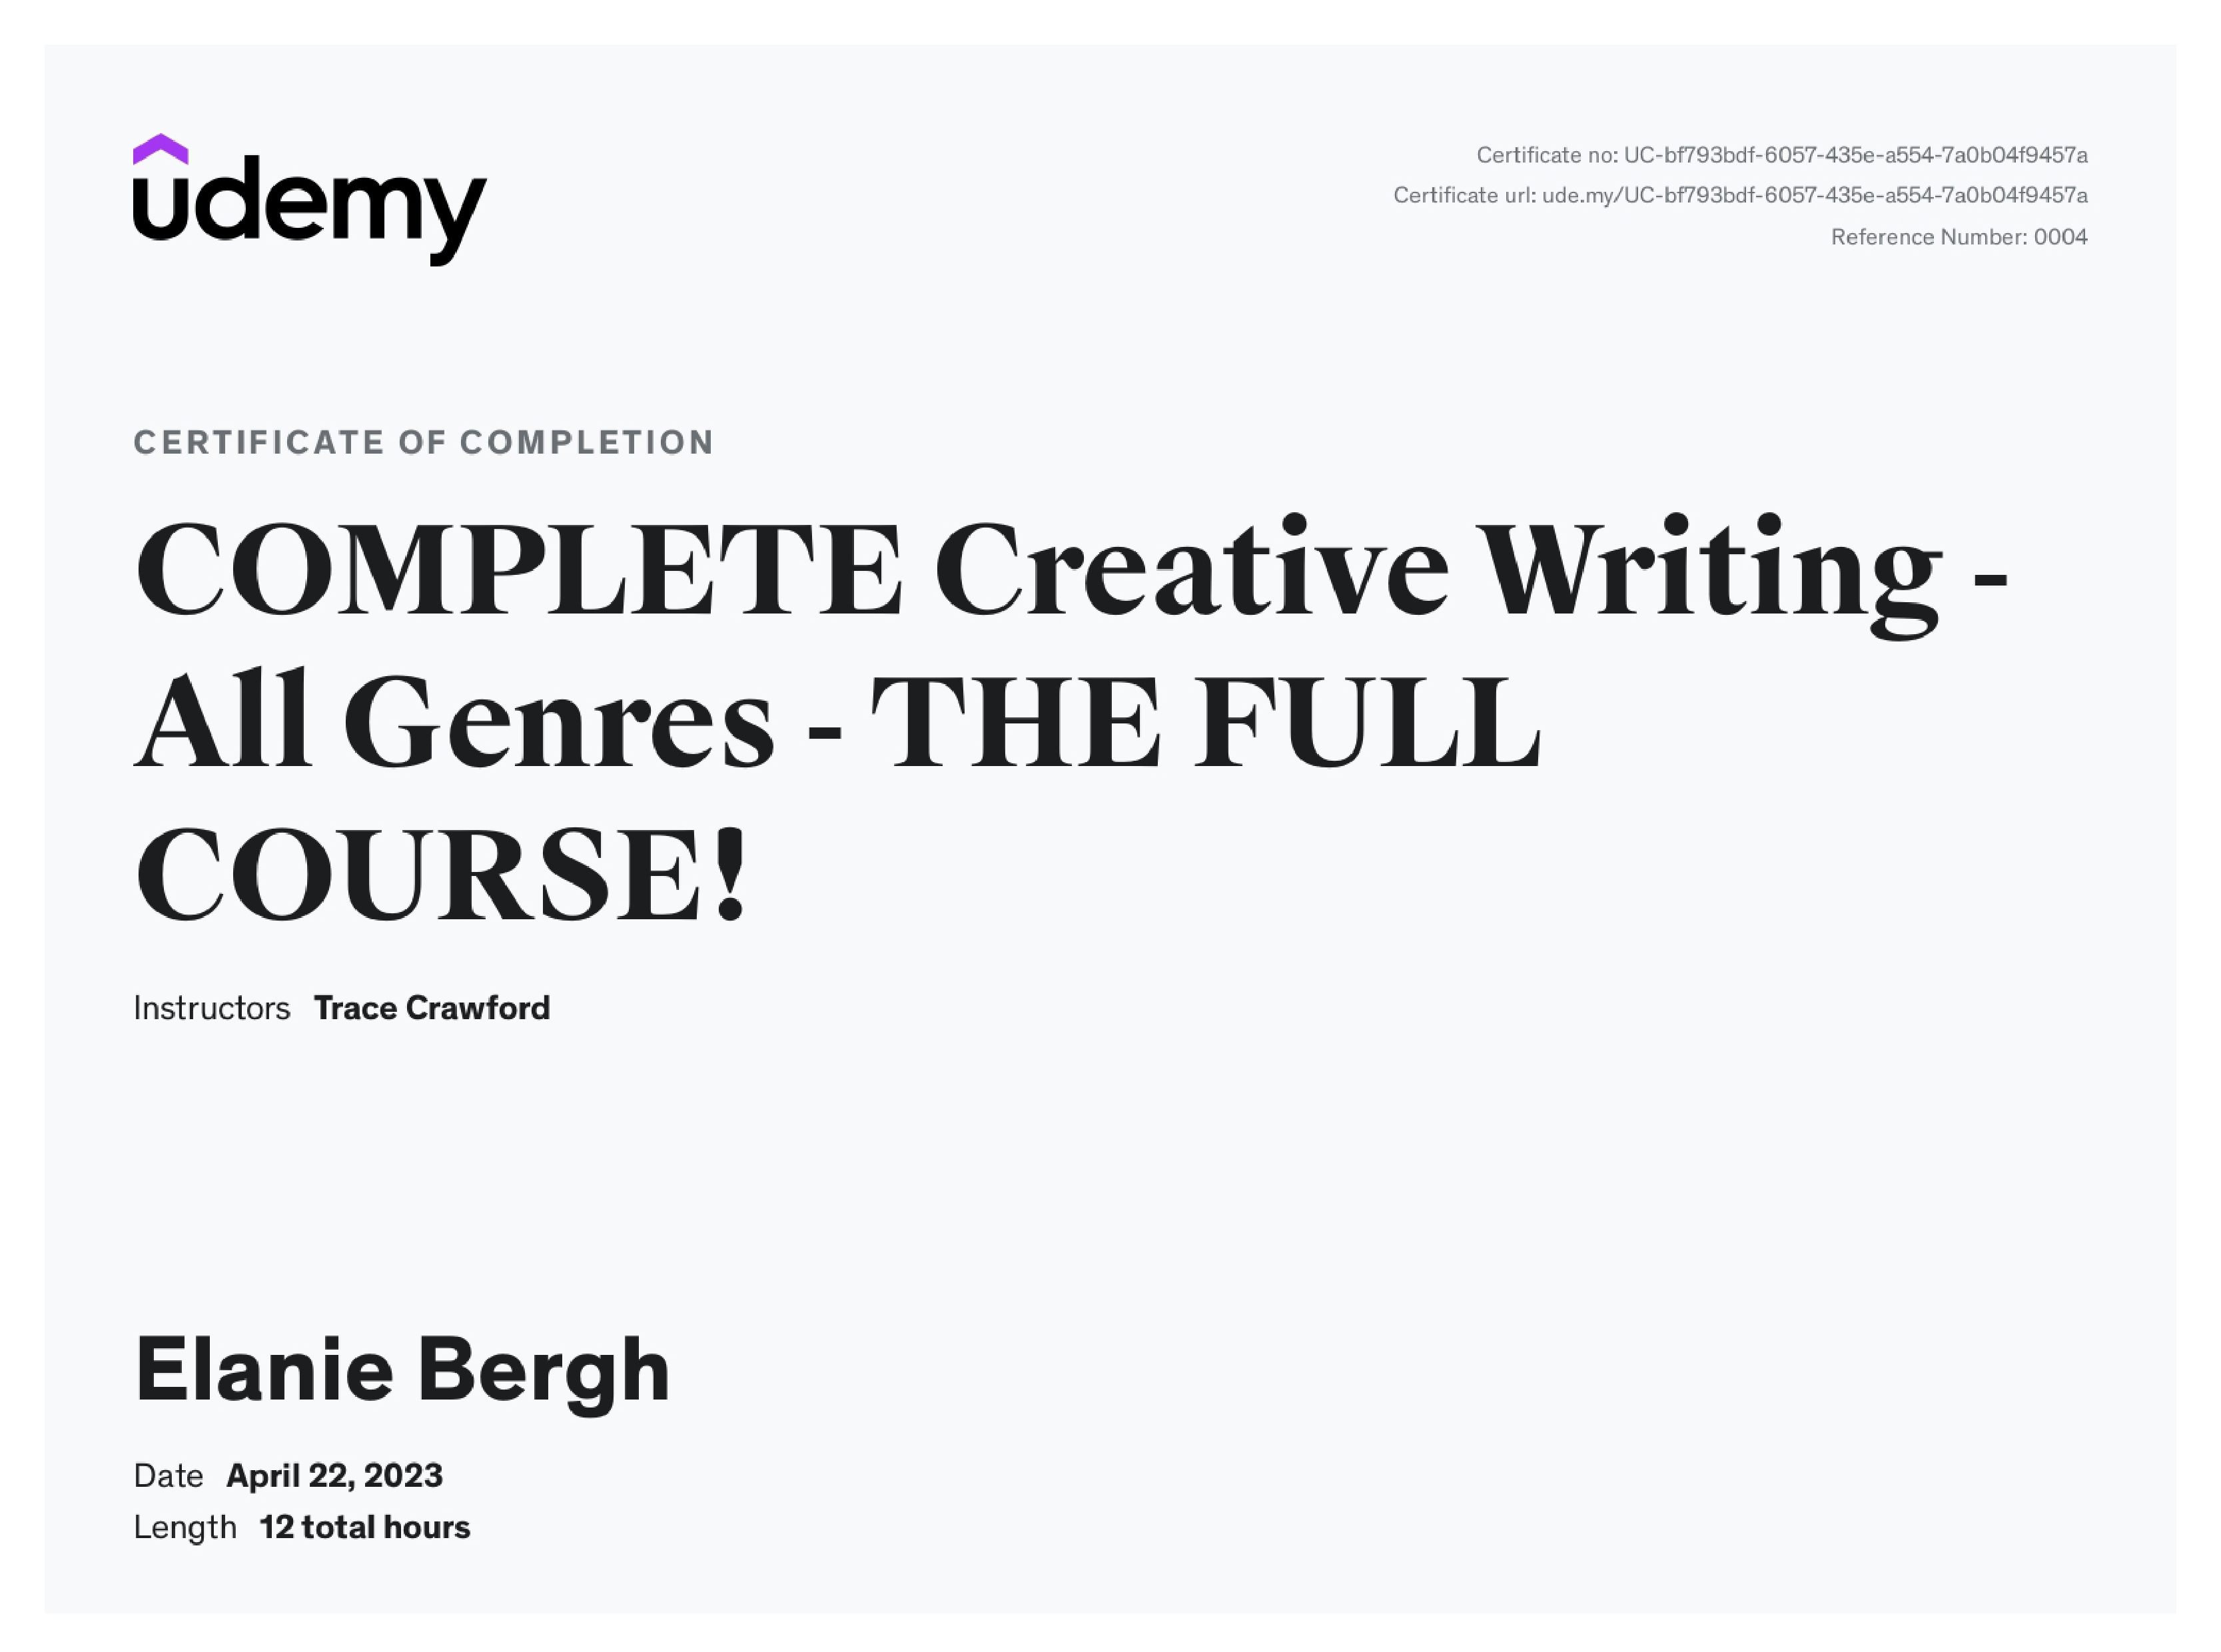 udemy
Certificate no: UC-bf793bdf-6057-435e-a554-7a0b04f9457a
Certificate url: ude.my/UC-bf793bdf-6057-435e-a554-7a0b04f9457a
Reference Number: 0004
CERTIFICATE OF COMPLETION
COMPLETE Creative Writing -
All Genres - THE FULL
COURSE!
Instructors Trace Crawford
Elanie Bergh
Date April 22, 2023
Length 12 total hours